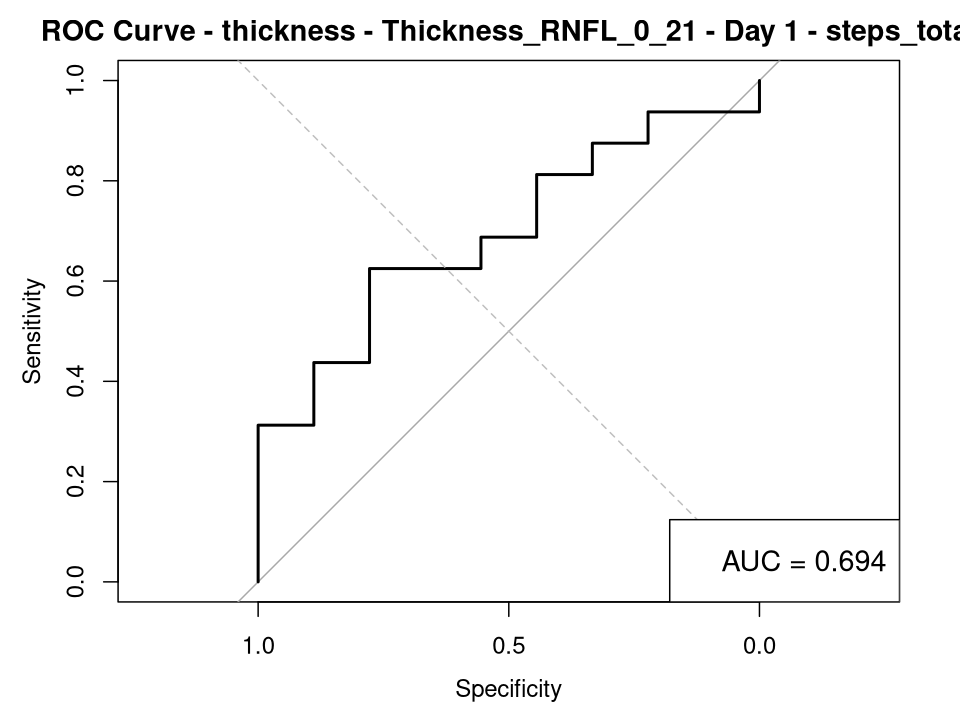 ROC Curve - thickness - Thickness_RNFL_0_21 - Day 1 - steps_tota
Sensitivity
1.0
0.8
0.6
0.4
0.2
0.0
AUC = 0.694
1.0 0.5 0.0
Specificity